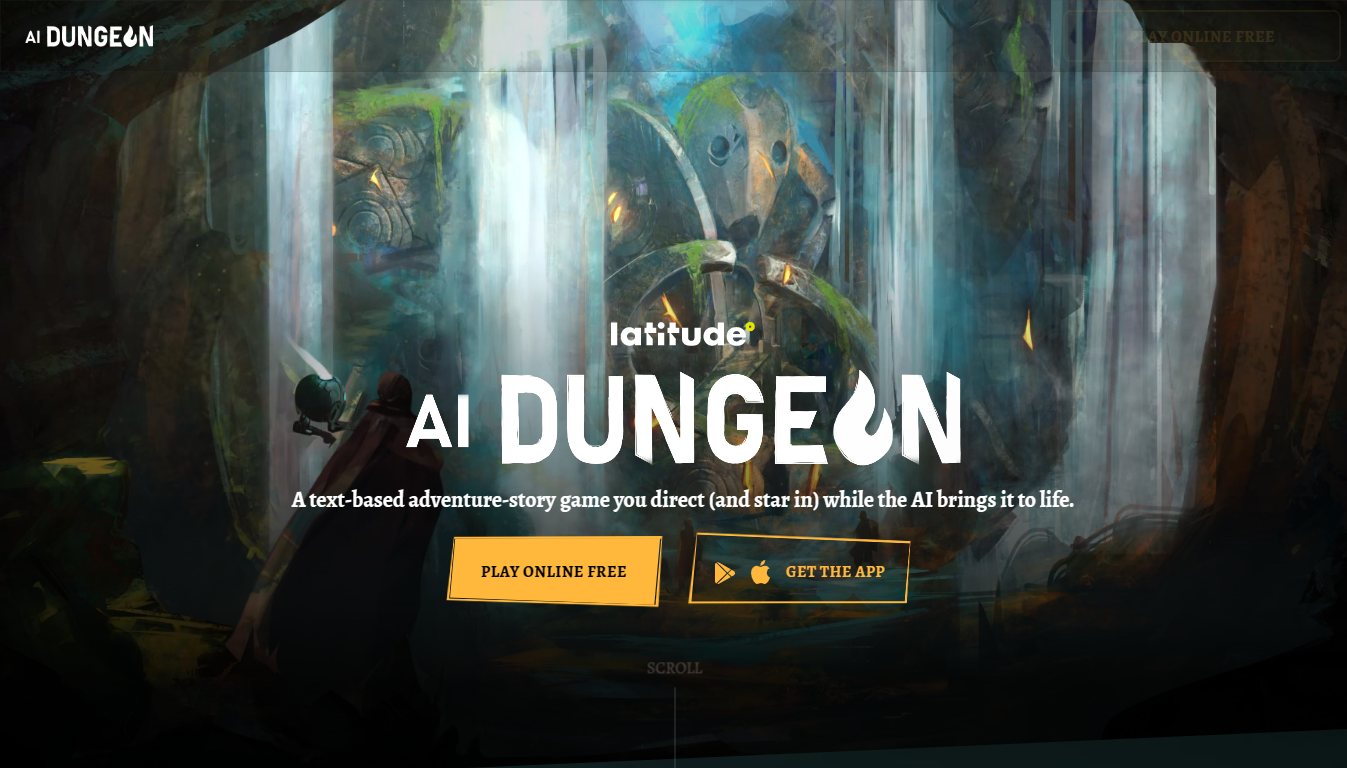 AI DUNGEON
PLAY ONLINE FREE
latitude
AI DUNGEON
A text-based adventure-story game you direct (and star in) while the AI brings it to life.
PLAY ONLINE FREE
GET THE APP
SCROLL